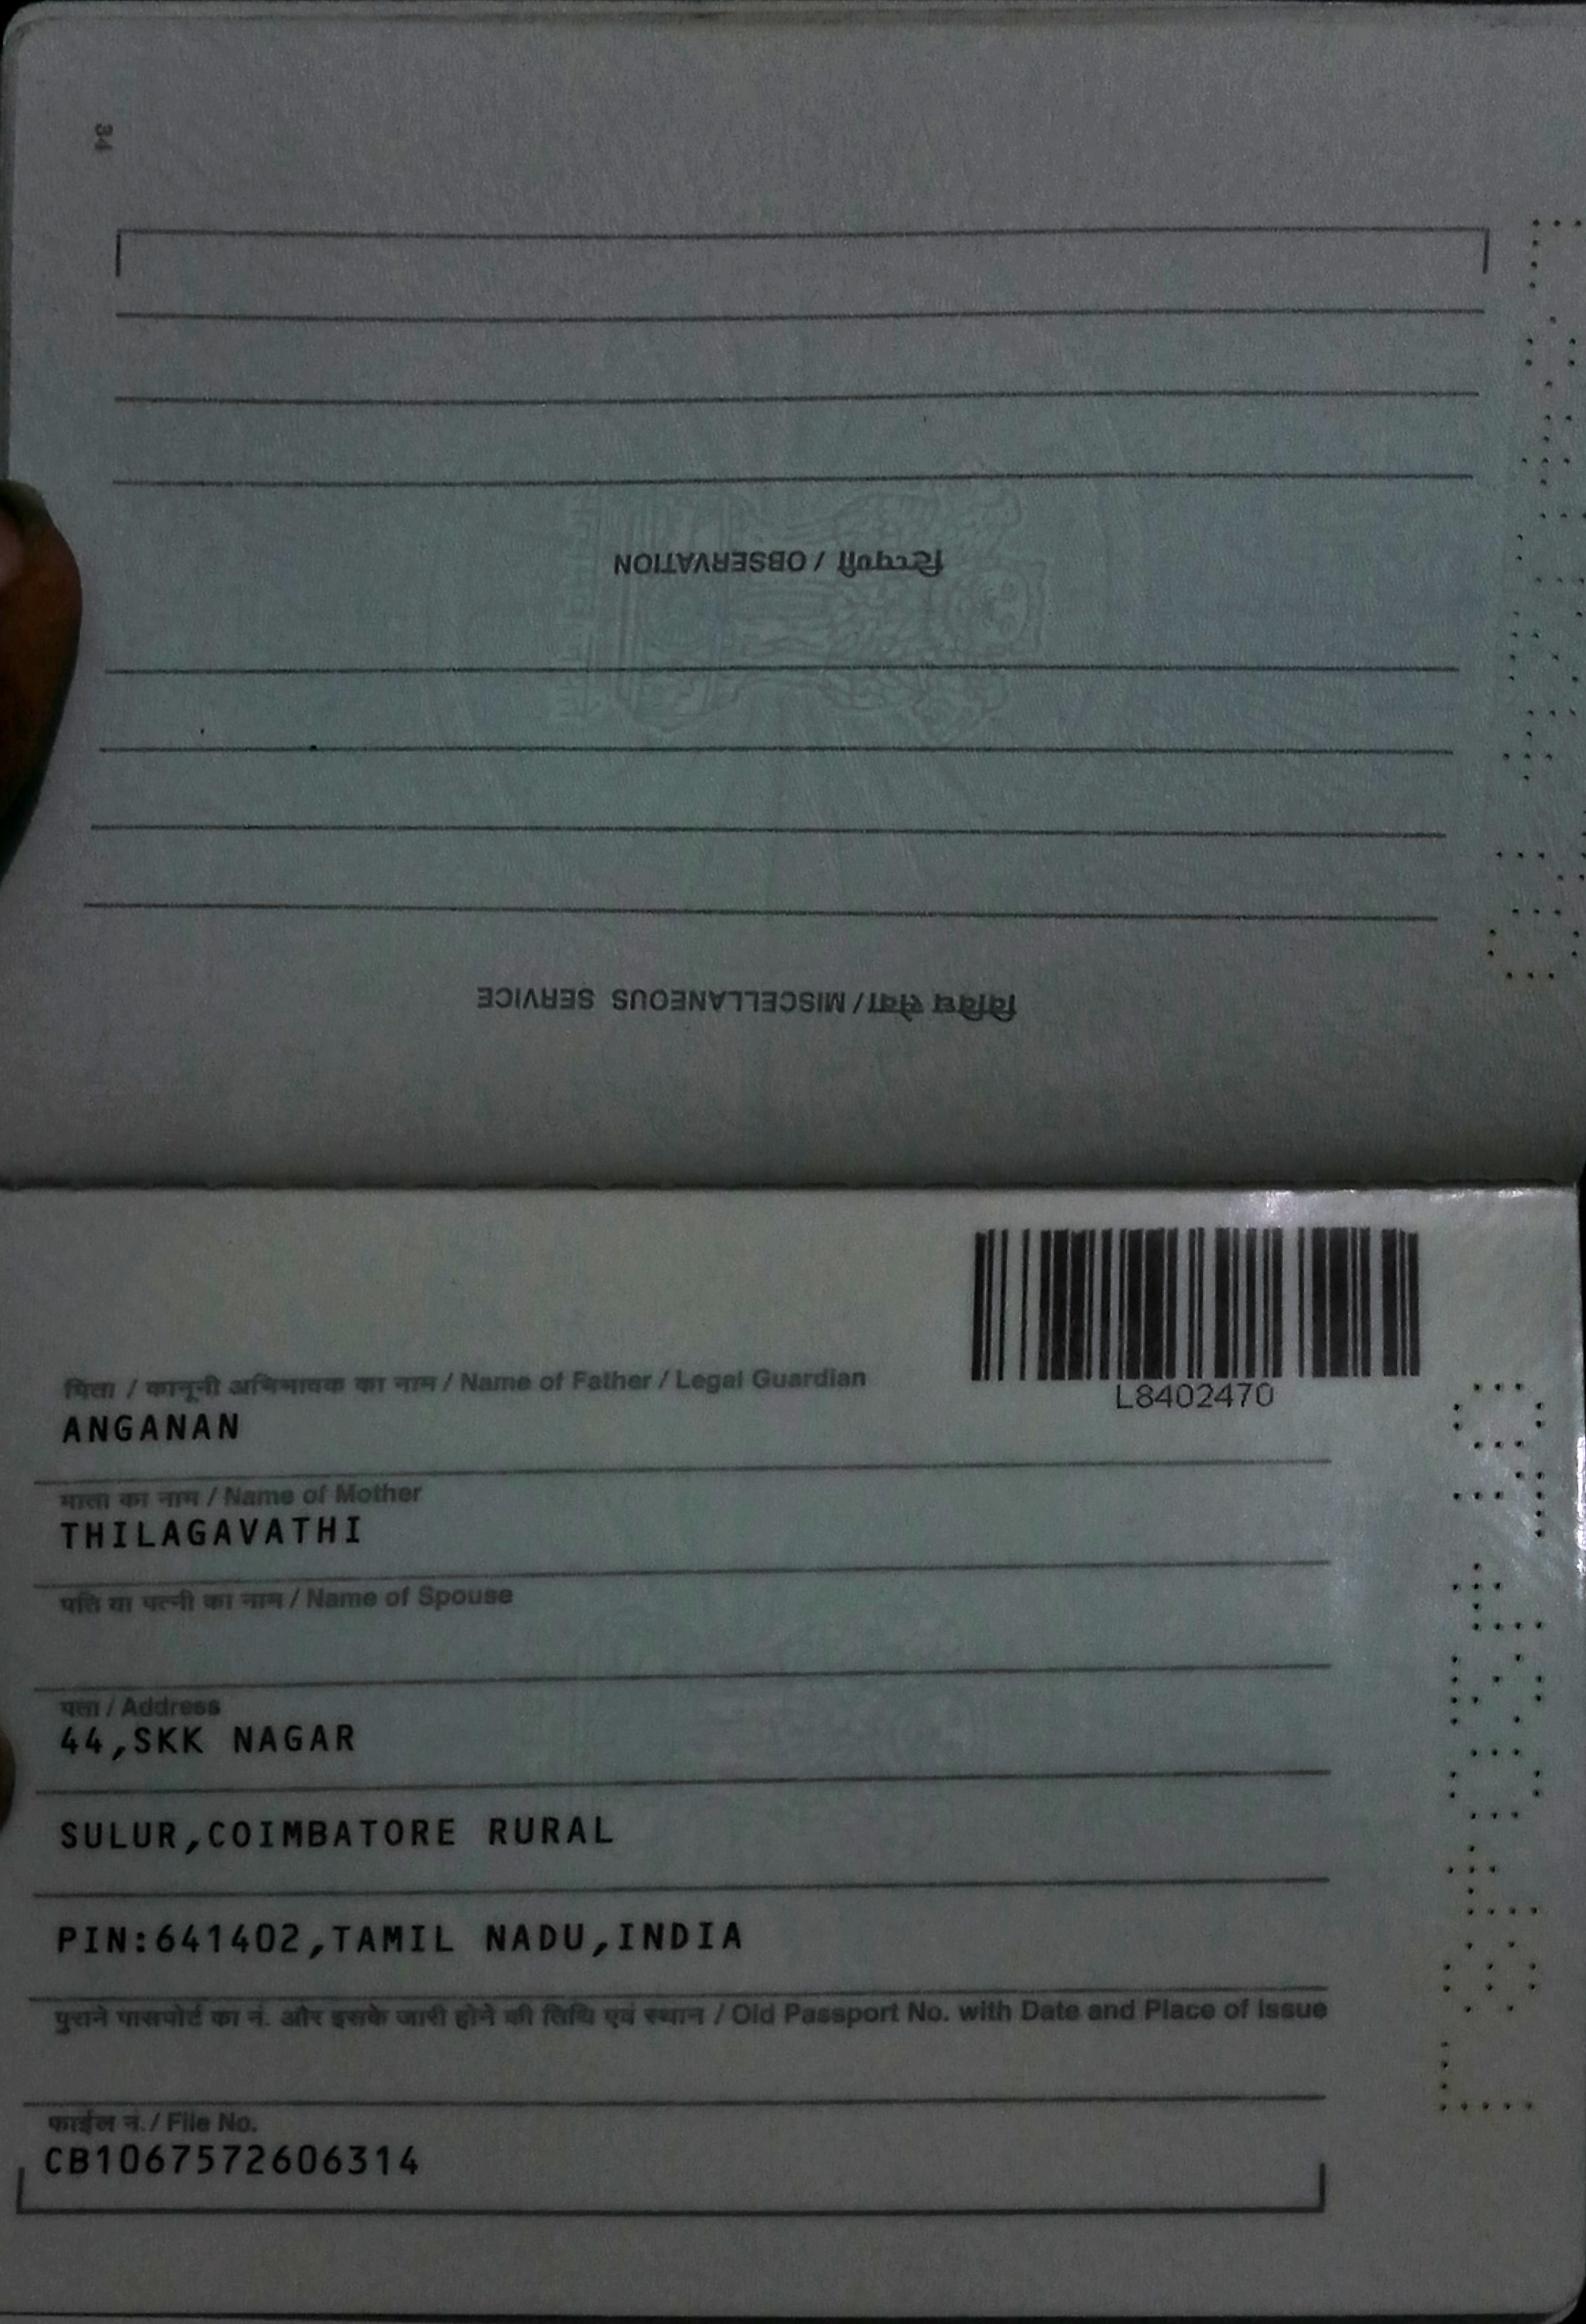 34
टिप्पणी / OBSERVATION
विविध सेवा / MISCELLANEOUS SERVICE
L8402470
पिता / कानूनी अभिभावक का नाम / Name of Father / Legal Guardian
ANGANAN
माता का नाम / Name of Mother
THILAGAVATHI
पति या पत्नी का नाम / Name of Spouse
पता / Address
44,SKK NAGAR
SULUR,COIMBATORE RURAL
PIN:641402,TAMIL NADU,INDIA
पुराने पासपोर्ट का नं. और इसके जारी होने की तिथि एवं स्थान / Old Passport No. with Date and Place of Issue
फाईल नं. / File No.
CB1067572606314
L8402470